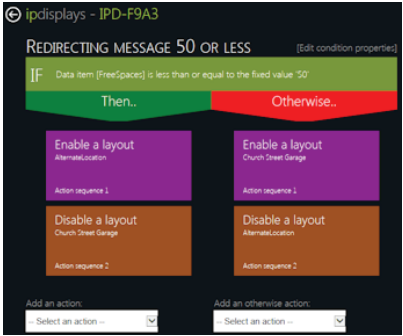 ipdisplays - IPD-F9A3
REDIRECTING MESSAGE 50 OR LESS
[Edit condition properties]
IF Data item [FreeSpaces] is less than or equal to the fixed value '50'
Then..
Otherwise..
Enable a layout
AlternateLocation
Action sequence 1
Enable a layout
Church Street Garage
Action sequence 1
Disable a layout
Church Street Garage
Action sequence 2
Disable a layout
AlternateLocation
Action sequence 2
Add an action:
-- Select an action --
Add an otherwise action:
-- Select an action --